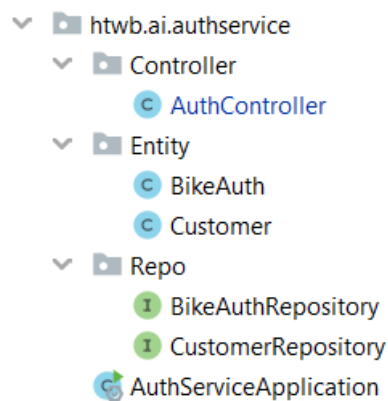 htwb.ai.authservice
Controller
AuthController
Entity
BikeAuth
Customer
Repo
BikeAuthRepository
CustomerRepository
AuthServiceApplication